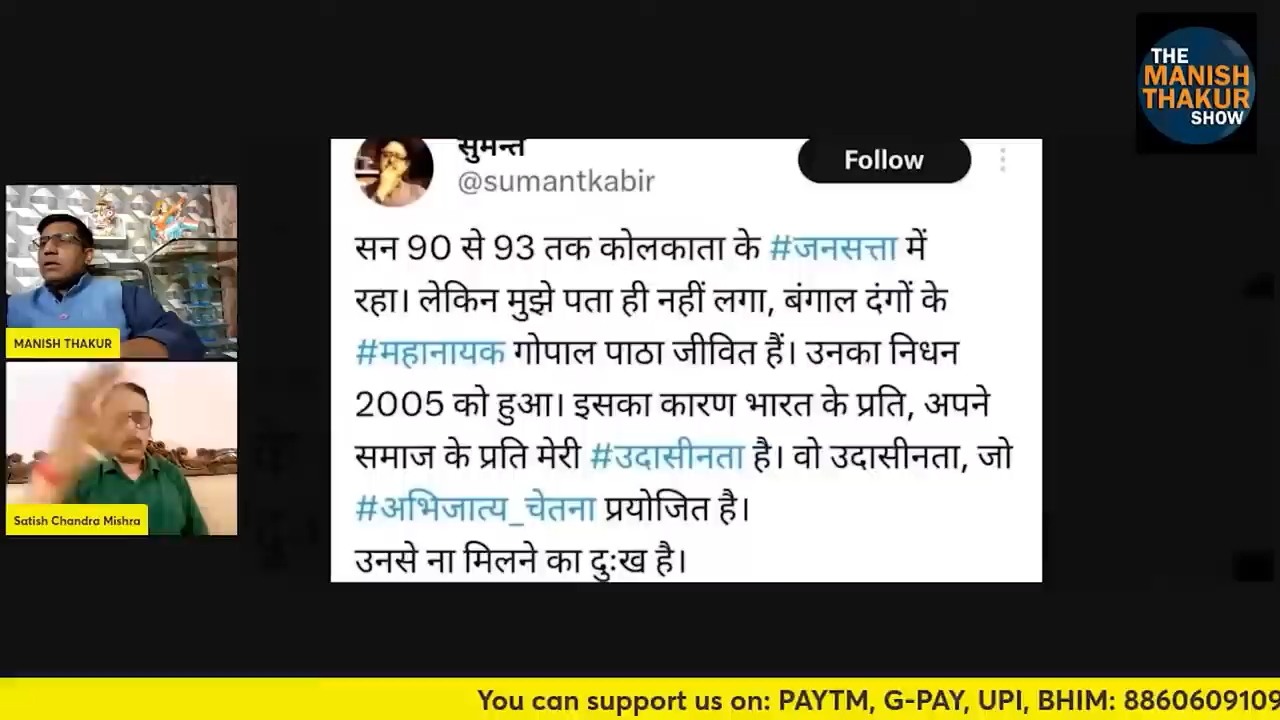 THE
MANISH
THAKUR
SHOW
सुमन्त
@sumantkabir
Follow
सन 90 से 93 तक कोलकाता के #जनसत्ता में
रहा। लेकिन मुझे पता ही नहीं लगा, बंगाल दंगों के
#महानायक गोपाल पाठा जीवित हैं। उनका निधन
2005 को हुआ। इसका कारण भारत के प्रति, अपने
समाज के प्रति मेरी #उदासीनता है। वो उदासीनता, जो
#अभिजात्य_चेतना प्रयोजित है।
उनसे ना मिलने का दुःख है।
MANISH THAKUR
Satish Chandra Mishra
You can support us on: PAYTM, G-PAY, UPI, BHIM: 8860609109